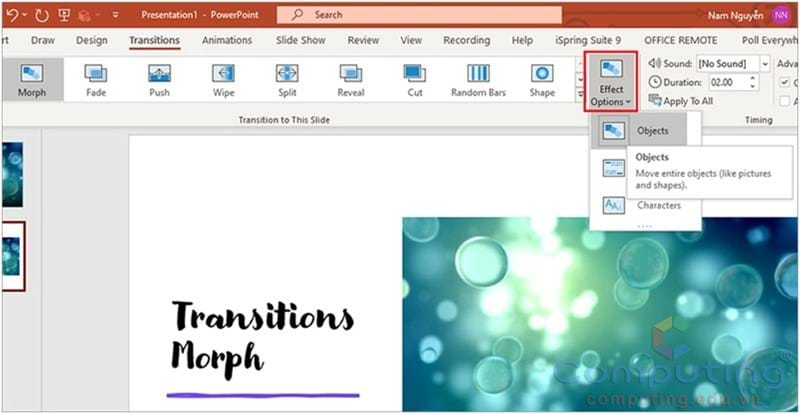 Presentation1 - PowerPoint
Search
Nam Nguyễn
NN
rt Draw Design Transitions Animations Slide Show Review View Recording Help iSpring Suite 9 OFFICE REMOTE Poll Everywh
Morph Fade Push Wipe Split Reveal Cut Random Bars Shape
Effect
Options
Sound: [No Sound]
Duration: 02.00
Apply To All
Adva
Transition to This Slide
Timing
Objects
Objects
Move entire objects (like pictures
and shapes).
Characters
Transitions
Morph
Computing
computing.edu.vn